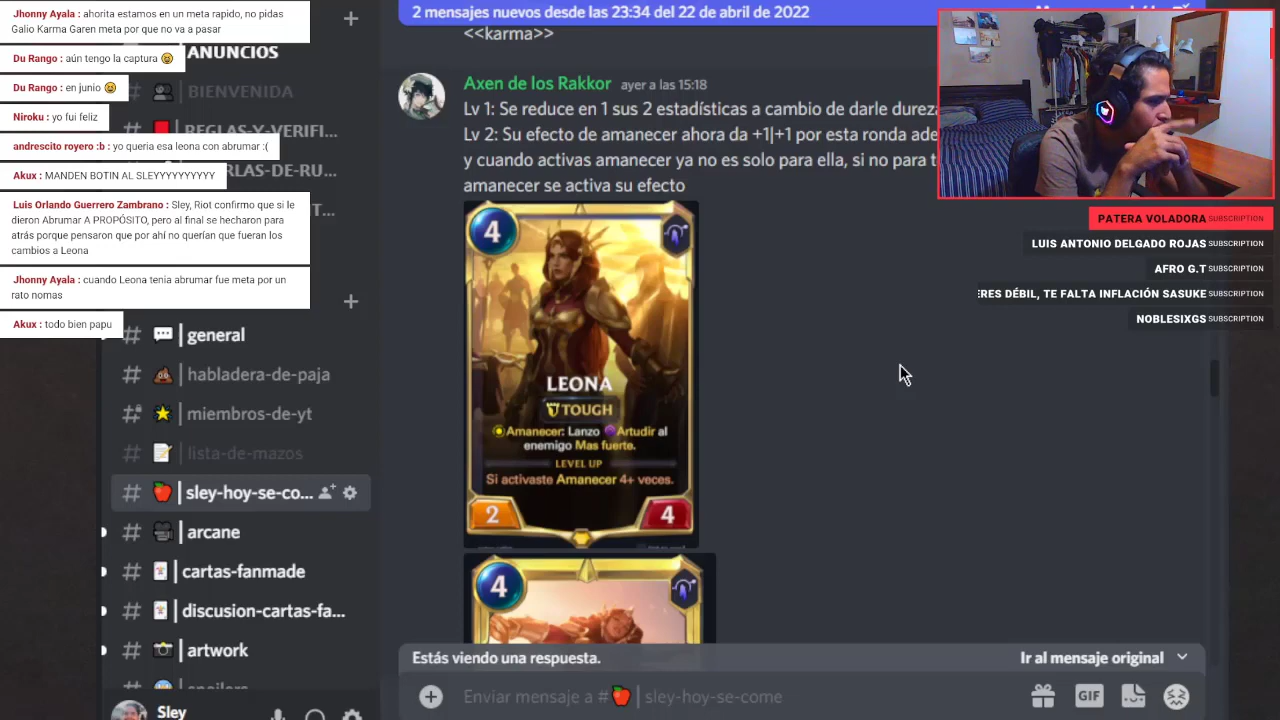 Jhonny Ayala : ahorita estamos en un meta rapido, no pidas
Galio Karma Garen meta por que no va a pasar
Du Rango : aún tengo la captura
Du Rango : en junio
Niroku : yo fui feliz
andrescito royero :b : yo queria esa leona con abrumar :(
Akux : MANDEN BOTIN AL SLEYYYYYYYYYY
Luis Orlando Guerrero Zambrano : Sley, Riot confirmo que si le
dieron Abrumar A PROPÓSITO, pero al final se hecharon para
atrás porque pensaron que por ahí no querían que fueran los
cambios a Leona
Jhonny Ayala : cuando Leona tenia abrumar fue meta por un
rato nomas
Akux : todo bien papu
ANUNCIOS
BIENVENIDA
REGLAS-Y-VERIFI...
RLAS-DE-RU...
T...
general
habladera-de-paja
miembros-de-yt
lista-de-mazos
sley-hoy-se-co...
arcane
cartas-fanmade
discusion-cartas-fa...
artwork
Sley
2 mensajes nuevos desde las 23:34 del 22 de abril de 2022
<<karma>>
Axen de los Rakkor ayer a las 15:18
Lv 1: Se reduce en 1 sus 2 estadísticas a cambio de darle dureza
Lv 2: Su efecto de amanecer ahora da +1|+1 por esta ronda ade
y cuando activas amanecer ya no es solo para ella, si no para t
amanecer se activa su efecto
4
LEONA
TOUGH
Amanecer: Lanzo Artudir al
enemigo Mas fuerte.
LEVEL UP
Si activaste Amanecer 4+ veces.
2
4
4
Estás viendo una respuesta.
Ir al mensaje original
Enviar mensaje a # | sley-hoy-se-come
GIF
PATERA VOLADORA SUBSCRIPTION
LUIS ANTONIO DELGADO ROJAS SUBSCRIPTION
AFRO G.T SUBSCRIPTION
ERES DÉBIL, TE FALTA INFLACIÓN SASUKE SUBSCRIPTION
NOBLESIXGS SUBSCRIPTION